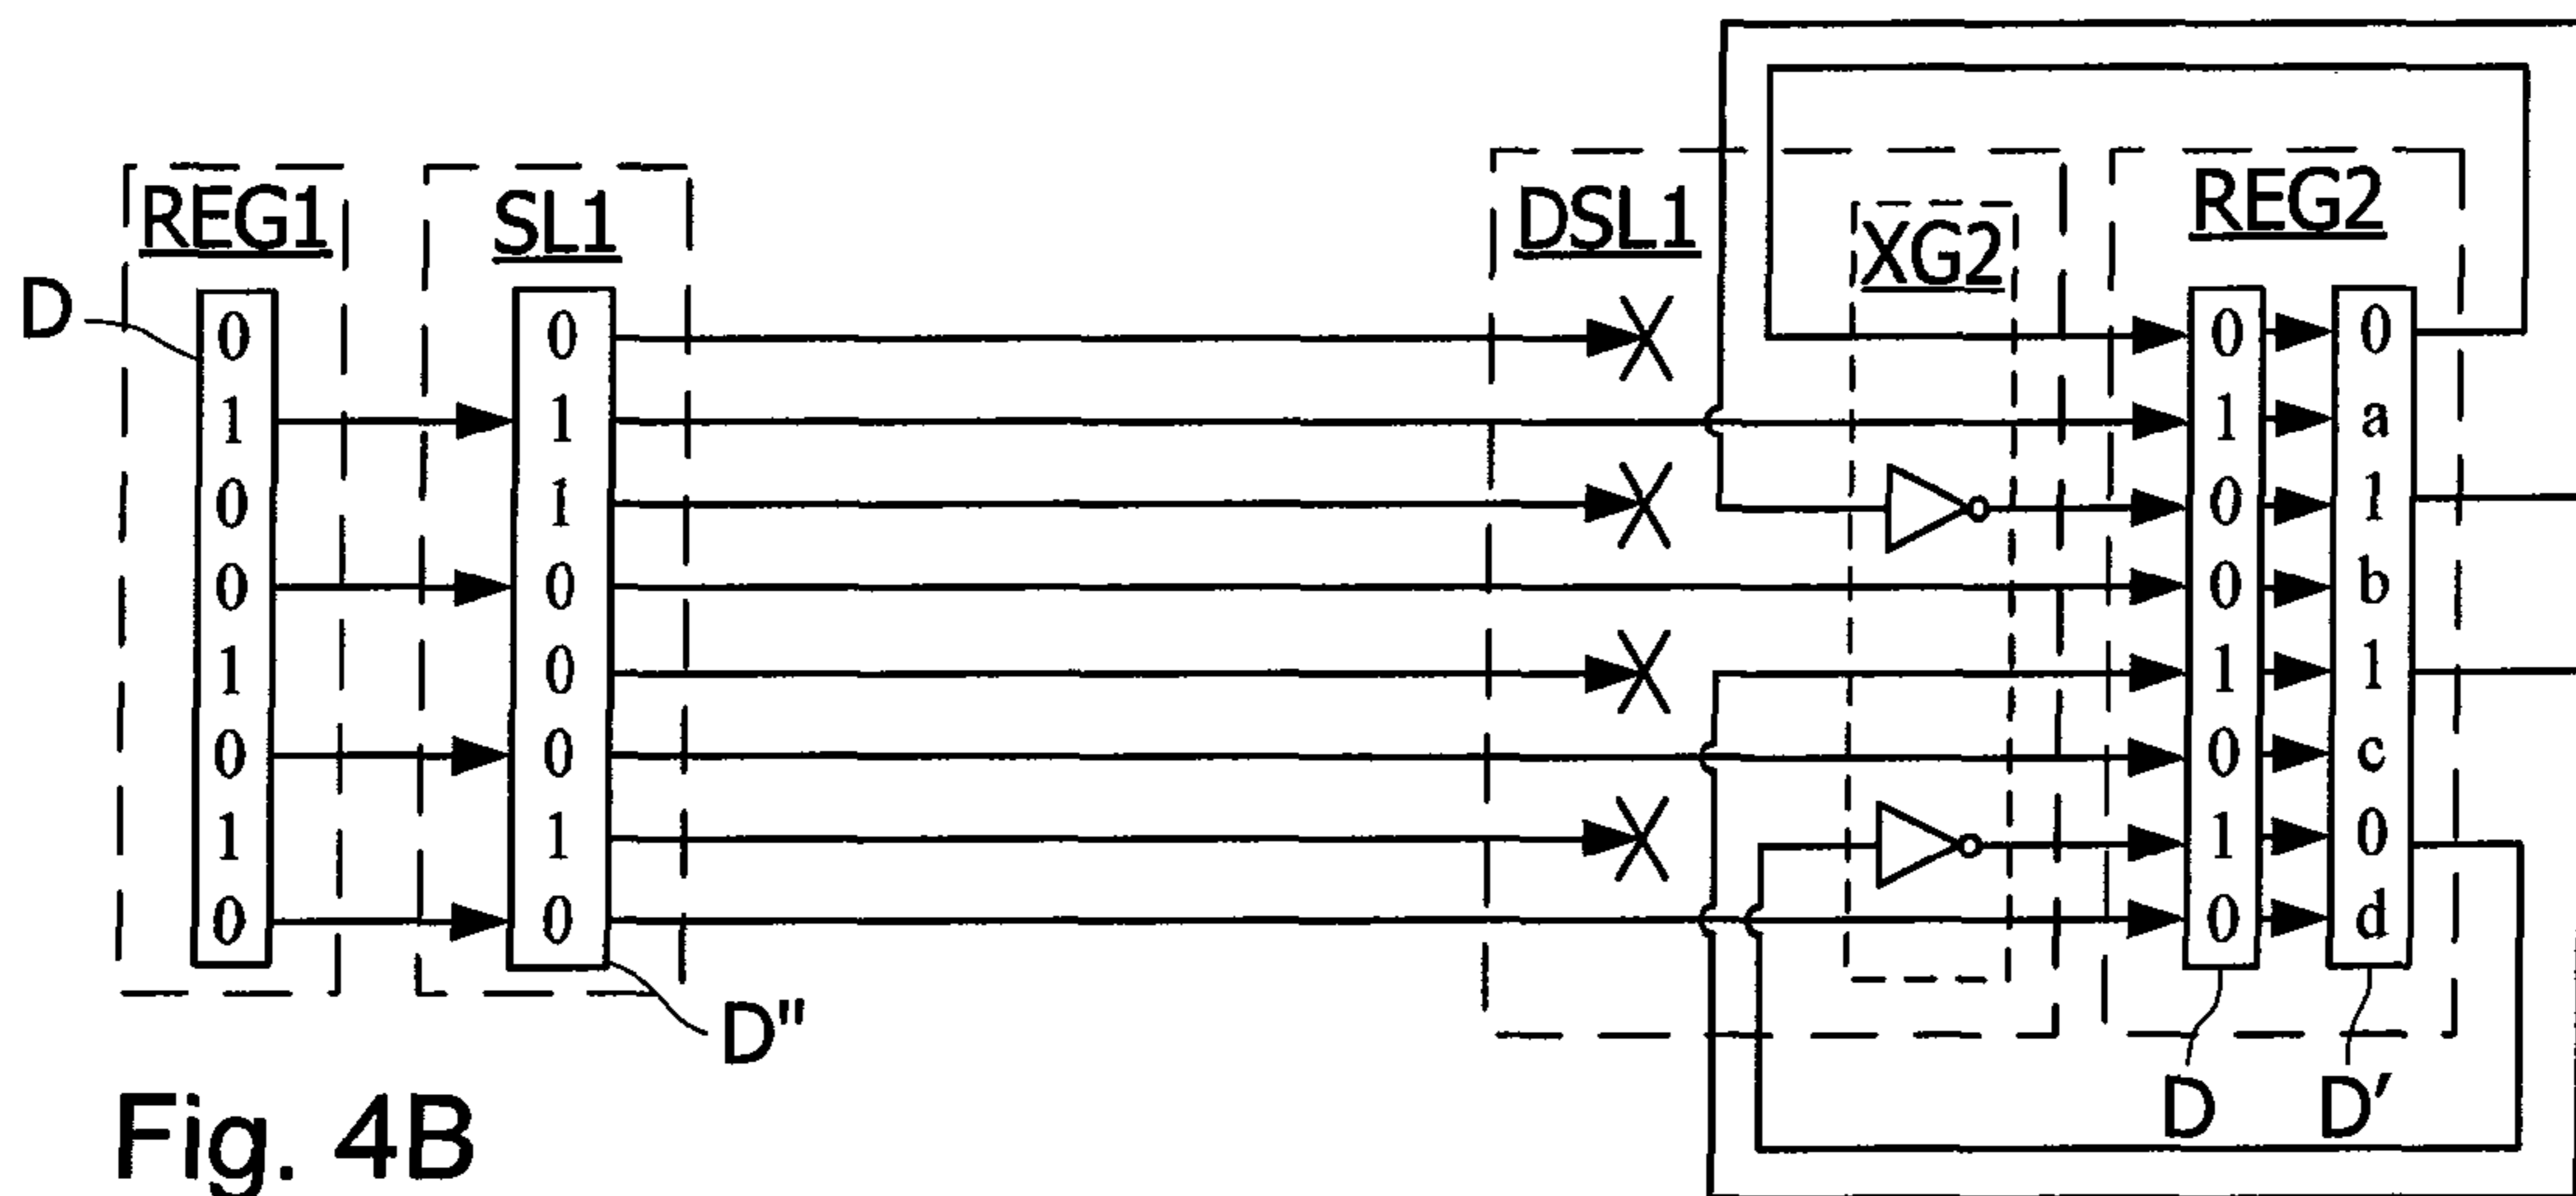 REG1 SL1 DSL1 XG2 REG2
D
0 0 0 0
1 1 1 a
0 1 0 1
0 0 0 b
1 0 1 1
0 0 0 c
1 1 1 0
0 0 0 d
D" D D'
Fig. 4B